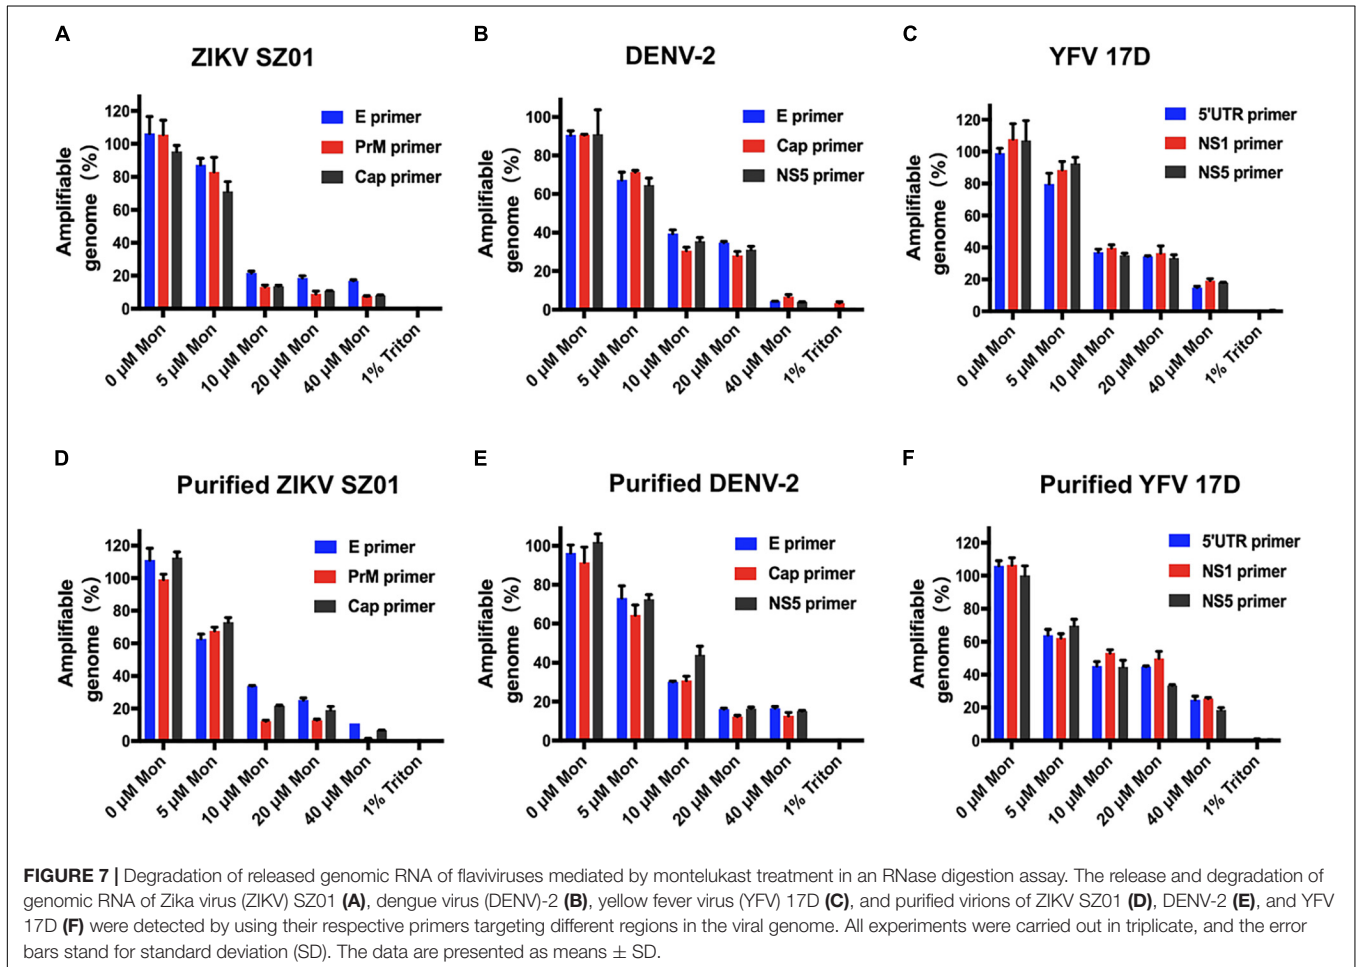 A
ZIKV SZ01
Amplifiable genome (%)
120
100
80
60
40
20
0
E primer
PrM primer
Cap primer
0 µM Mon
5 µM Mon
10 µM Mon
20 µM Mon
40 µM Mon
1% Triton
B
DENV-2
Amplifiable genome (%)
100
80
60
40
20
0
E primer
Cap primer
NS5 primer
0 µM Mon
5 µM Mon
10 µM Mon
20 µM Mon
40 µM Mon
1% Triton
C
YFV 17D
Amplifiable genome (%)
120
100
80
60
40
20
0
5'UTR primer
NS1 primer
NS5 primer
0 µM Mon
5 µM Mon
10 µM Mon
20 µM Mon
40 µM Mon
1% Triton
D
Purified ZIKV SZ01
Amplifiable genome (%)
120
100
80
60
40
20
0
E primer
PrM primer
Cap primer
0 µM Mon
5 µM Mon
10 µM Mon
20 µM Mon
40 µM Mon
1% Triton
E
Purified DENV-2
Amplifiable genome (%)
100
80
60
40
20
0
E primer
Cap primer
NS5 primer
0 µM Mon
5 µM Mon
10 µM Mon
20 µM Mon
40 µM Mon
1% Triton
F
Purified YFV 17D
Amplifiable genome (%)
120
100
80
60
40
20
0
5'UTR primer
NS1 primer
NS5 primer
0 µM Mon
5 µM Mon
10 µM Mon
20 µM Mon
40 µM Mon
1% Triton
FIGURE 7 | Degradation of released genomic RNA of flaviviruses mediated by montelukast treatment in an RNase digestion assay. The release and degradation of
genomic RNA of Zika virus (ZIKV) SZ01 (A), dengue virus (DENV)-2 (B), yellow fever virus (YFV) 17D (C), and purified virions of ZIKV SZ01 (D), DENV-2 (E), and YFV
17D (F) were detected by using their respective primers targeting different regions in the viral genome. All experiments were carried out in triplicate, and the error
bars stand for standard deviation (SD). The data are presented as means ± SD.